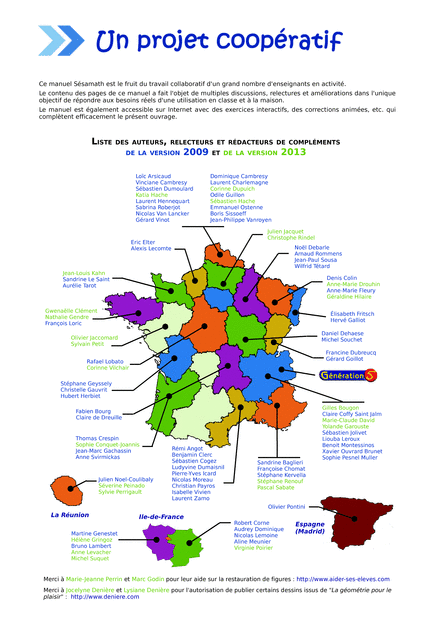 Un projet coopératif
Ce manuel Sésamath est le fruit du travail collaboratif d'un grand nombre d'enseignants en activité.
Le contenu des pages de ce manuel a fait l'objet de multiples discussions, relectures et améliorations dans l'unique
objectif de répondre aux besoins réels d'une utilisation en classe et à la maison.
Le manuel est également accessible sur Internet avec des exercices interactifs, des corrections animées, etc. qui
complètent efficacement le présent ouvrage.
LISTE DES AUTEURS, RELECTEURS ET RÉDACTEURS DE COMPLÉMENTS
DE LA VERSION 2009 ET DE LA VERSION 2013
Loïc Arsicaud
Vinciane Cambresy
Sébastien Dumoulard
Katia Hache
Laurent Hennequart
Sabrina Roberjot
Nicolas Van Lancker
Gérard Vinot
Dominique Cambresy
Laurent Charlemagne
Corinne Dupuich
Odile Guillon
Sébastien Hache
Emmanuel Ostenne
Boris Sissoeff
Jean-Philippe Vanroyen
Julien Jacquet
Christophe Rindel
Eric Elter
Alexis Lecomte
Noël Debarle
Arnaud Rommens
Jean-Paul Sousa
Wilfrid Tétard
Jean-Louis Kahn
Sandrine Le Saint
Aurélie Tarot
Denis Colin
Anne-Marie Drouhin
Anne-Marie Fleury
Géraldine Hilaire
Gwenaëlle Clément
Nathalie Gendre
François Loric
Élisabeth Fritsch
Hervé Galliot
Olivier Jaccomard
Sylvain Petit
Daniel Dehaese
Michel Souchet
Rafael Lobato
Corinne Vilchair
Francine Dubreucq
Gérard Guillot
Génération 5
Stéphane Geyssely
Christelle Gauvrit
Hubert Herbiet
Fabien Bourg
Claire de Dreuille
Gilles Bougon
Claire Coffy Saint Jalm
Marie-Claude David
Yolande Garouste
Sébastien Jolivet
Liouba Leroux
Benoit Montessinos
Xavier Ouvrard Brunet
Sophie Pesnel Muller
Thomas Crespin
Sophie Conquet-Joannis
Jean-Marc Gachassin
Anne Svirmickas
Rémi Angot
Benjamin Clerc
Sébastien Cogez
Ludyvine Dumaisnil
Pierre-Yves Icard
Nicolas Moreau
Christian Payros
Isabelle Vivien
Laurent Zamo
Sandrine Baglieri
Françoise Chomat
Stéphane Kervella
Stéphane Reneuf
Pascal Sabate
Julien Noel-Coulibaly
Séverine Peinado
Sylvie Perrigault
La Réunion
Ile-de-France
Olivier Pontini
Espagne
(Madrid)
Martine Genestet
Hélène Gringoz
Bruno Lambert
Anne Levacher
Michel Suquet
Robert Corne
Audrey Dominique
Nicolas Lemoine
Aline Meunier
Virginie Poirier
Merci à Marie-Jeanne Perrin et Marc Godin pour leur aide sur la restauration de figures : http://www.aider-ses-eleves.com
Merci à Jocelyne Denière et Lysiane Denière pour l'autorisation de publier certains dessins issus de "La géométrie pour le
plaisir" : http://www.deniere.com